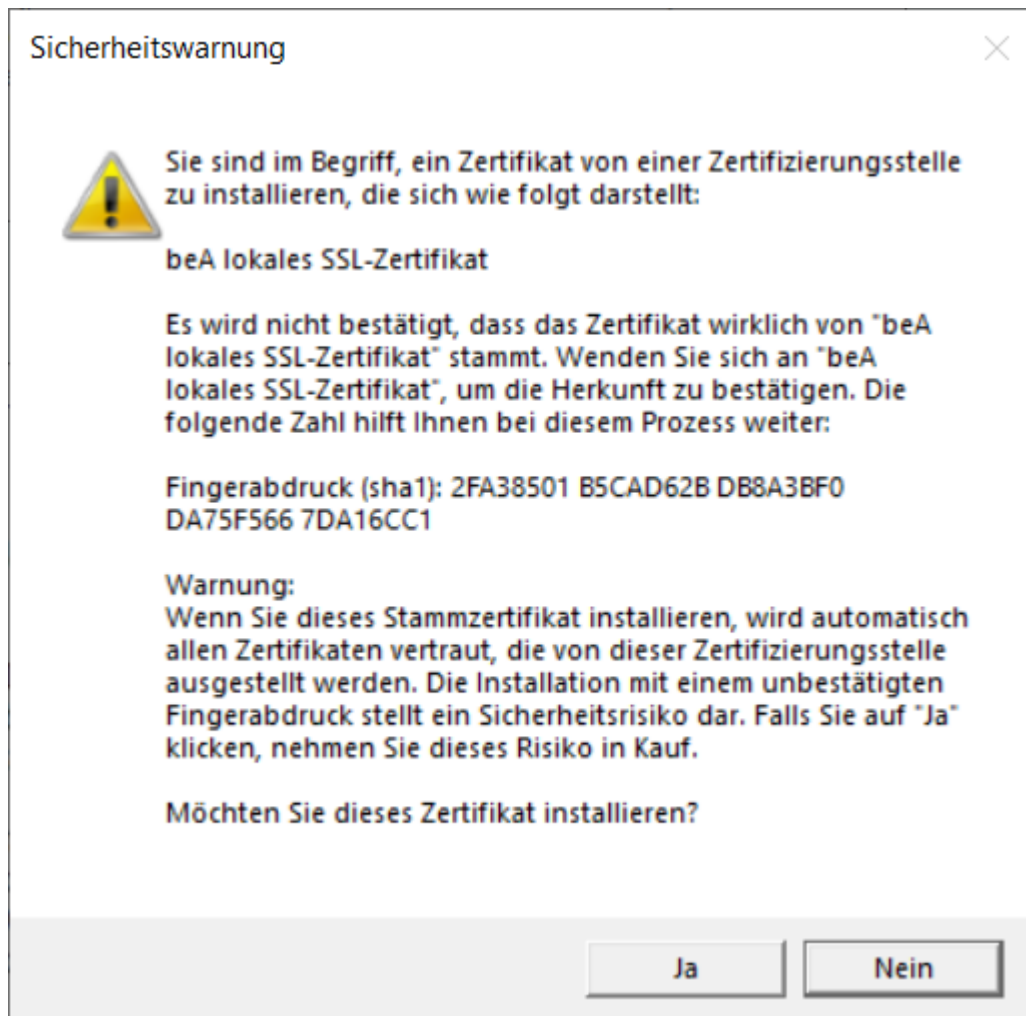 Sicherheitswarnung
Sie sind im Begriff, ein Zertifikat von einer Zertifizierungsstelle
zu installieren, die sich wie folgt darstellt:
beA lokales SSL-Zertifikat
Es wird nicht bestätigt, dass das Zertifikat wirklich von "beA
lokales SSL-Zertifikat" stammt. Wenden Sie sich an "beA
lokales SSL-Zertifikat", um die Herkunft zu bestätigen. Die
folgende Zahl hilft Ihnen bei diesem Prozess weiter:
Fingerabdruck (sha1): 2FA38501 B5CAD62B DB8A3BF0
DA75F566 7DA16CC1
Warnung:
Wenn Sie dieses Stammzertifikat installieren, wird automatisch
allen Zertifikaten vertraut, die von dieser Zertifizierungsstelle
ausgestellt werden. Die Installation mit einem unbestätigten
Fingerabdruck stellt ein Sicherheitsrisiko dar. Falls Sie auf "Ja"
klicken, nehmen Sie dieses Risiko in Kauf.
Möchten Sie dieses Zertifikat installieren?
Ja
Nein